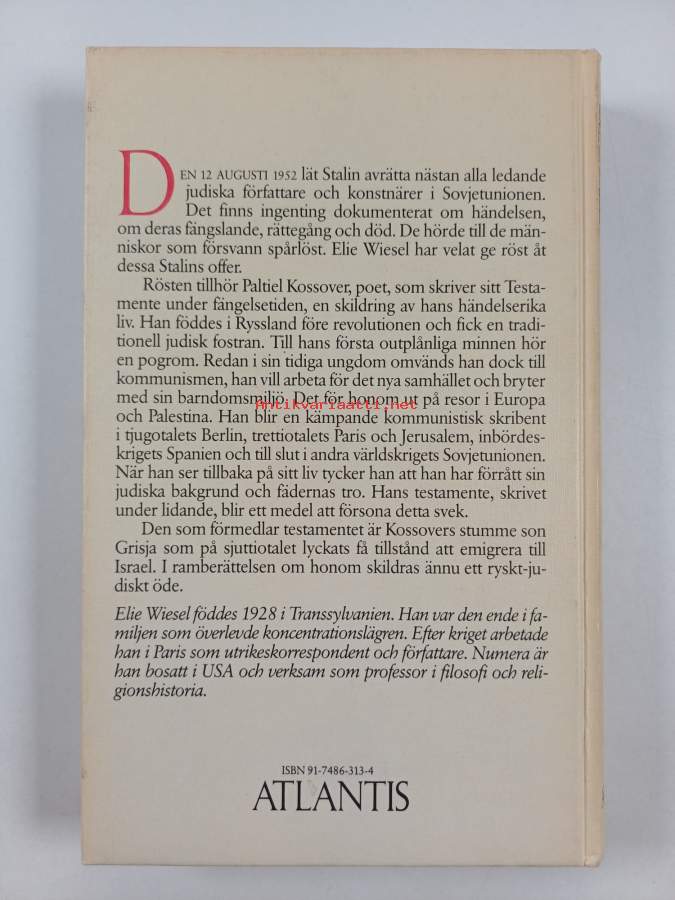 DEN 12 AUGUSTI 1952 lät Stalin avrätta nästan alla ledande
judiska författare och konstnärer i Sovjetunionen.
Det finns ingenting dokumenterat om händelsen,
om deras fängslande, rättegång och död. De hörde till de män-
niskor som försvann spårlöst. Elie Wiesel har velat ge röst åt
dessa Stalins offer.
Rösten tillhör Paltiel Kossover, poet, som skriver sitt Testa-
mente under fängelsetiden, en skildring av hans händelserika
liv. Han föddes i Ryssland före revolutionen och fick en tradi-
tionell judisk fostran. Till hans första outplånliga minnen hör
en pogrom. Redan i sin tidiga ungdom omvänds han dock till
kommunismen, han vill arbeta för det nya samhället och bryter
med sin barndomsmiljö. Det för honom ut på resor i Europa
antikvariaatti.net
och Palestina. Han blir en kämpande kommunistisk skribent
i tjugotalets Berlin, trettiotalets Paris och Jerusalem, inbördes-
krigets Spanien och till slut i andra världskrigets Sovjetunionen.
När han ser tillbaka på sitt liv tycker han att han har förrått sin
judiska bakgrund och fädernas tro. Hans testamente, skrivet
under lidande, blir ett medel att försona detta svek.
Den som förmedlar testamentet är Kossovers stumme son
Grisja som på sjuttiotalet lyckats få tillstånd att emigrera till
Israel. I ramberättelsen om honom skildras ännu ett ryskt-ju-
diskt öde.
Elie Wiesel föddes 1928 i Transsylvanien. Han var den ende i fa-
miljen som överlevde koncentrationslägren. Efter kriget arbetade
han i Paris som utrikeskorrespondent och författare. Numera är
han bosatt i USA och verksam som professor i filosofi och reli-
gionshistoria.
ISBN 91-7486-313-4
ATLANTIS